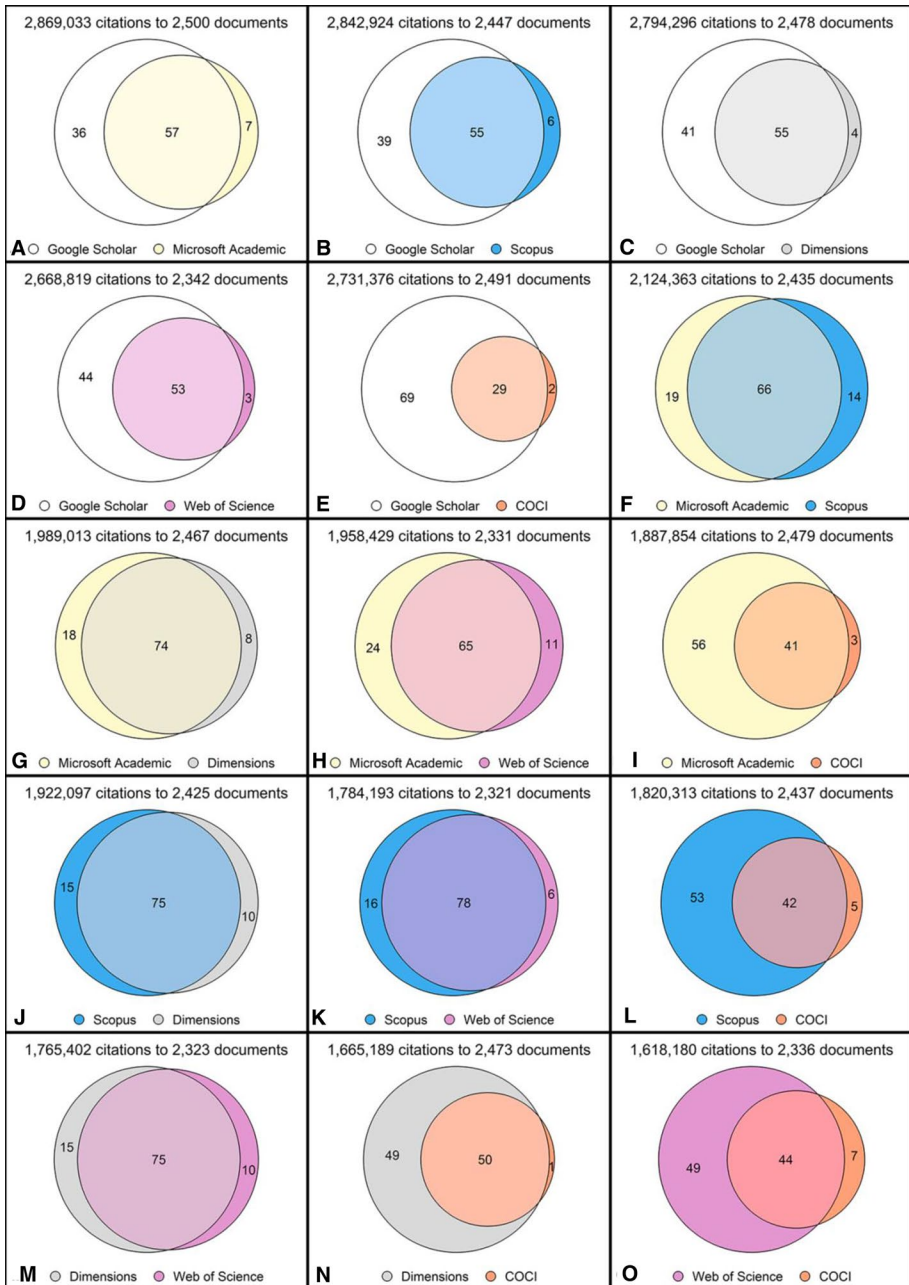 2,869,033 citations to 2,500 documents
36
57
7
A
Google Scholar
Microsoft Academic
2,842,924 citations to 2,447 documents
39
55
6
B
Google Scholar
Scopus
2,794,296 citations to 2,478 documents
41
55
4
C
Google Scholar
Dimensions
2,668,819 citations to 2,342 documents
44
53
3
D
Google Scholar
Web of Science
2,731,376 citations to 2,491 documents
69
29
2
E
Google Scholar
COCI
2,124,363 citations to 2,435 documents
19
66
14
F
Microsoft Academic
Scopus
1,989,013 citations to 2,467 documents
18
74
8
G
Microsoft Academic
Dimensions
1,958,429 citations to 2,331 documents
24
65
11
H
Microsoft Academic
Web of Science
1,887,854 citations to 2,479 documents
56
41
3
I
Microsoft Academic
COCI
1,922,097 citations to 2,425 documents
15
75
10
J
Scopus
Dimensions
1,784,193 citations to 2,321 documents
16
78
6
K
Scopus
Web of Science
1,820,313 citations to 2,437 documents
53
42
5
L
Scopus
COCI
1,765,402 citations to 2,323 documents
15
75
10
M
Dimensions
Web of Science
1,665,189 citations to 2,473 documents
49
50
1
N
Dimensions
COCI
1,618,180 citations to 2,336 documents
49
44
7
O
Web of Science
COCI